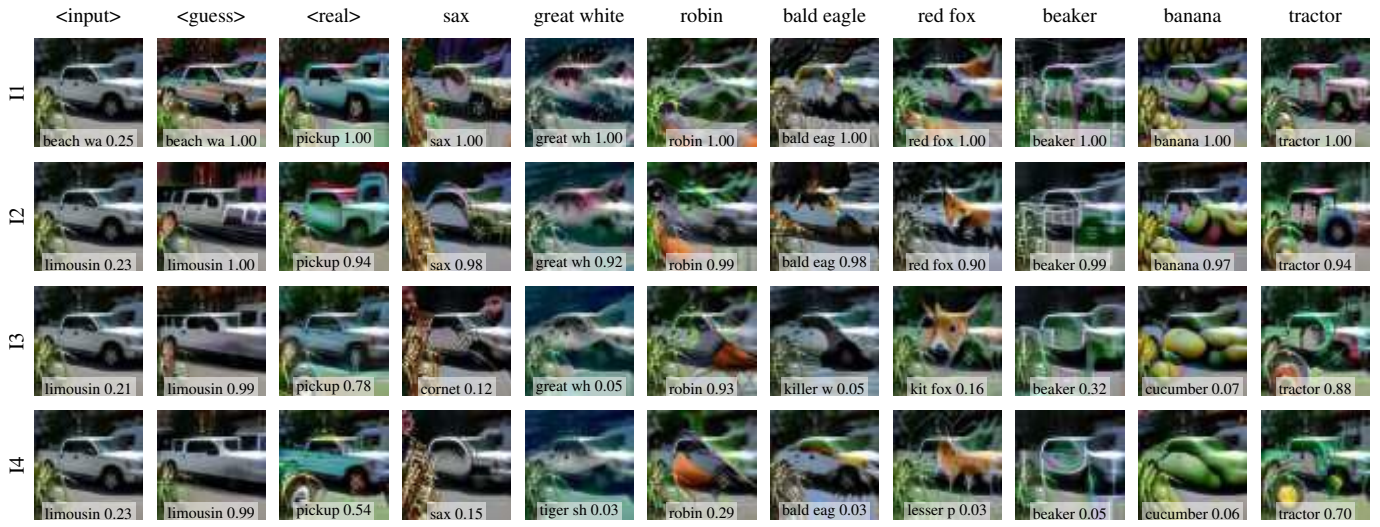 <input> <guess> <real> sax great white robin bald eagle red fox beaker banana tractor
I1
beach wa 0.25 beach wa 1.00 pickup 1.00 sax 1.00 great wh 1.00 robin 1.00 bald eag 1.00 red fox 1.00 beaker 1.00 banana 1.00 tractor 1.00
I2
limousin 0.23 limousin 1.00 pickup 0.94 sax 0.98 great wh 0.92 robin 0.99 bald eag 0.98 red fox 0.90 beaker 0.99 banana 0.97 tractor 0.94
I3
limousin 0.21 limousin 0.99 pickup 0.78 cornet 0.12 great wh 0.05 robin 0.93 killer w 0.05 kit fox 0.16 beaker 0.32 cucumber 0.07 tractor 0.88
I4
limousin 0.23 limousin 0.99 pickup 0.54 sax 0.15 tiger sh 0.03 robin 0.29 bald eag 0.03 lesser p 0.03 beaker 0.05 cucumber 0.06 tractor 0.70